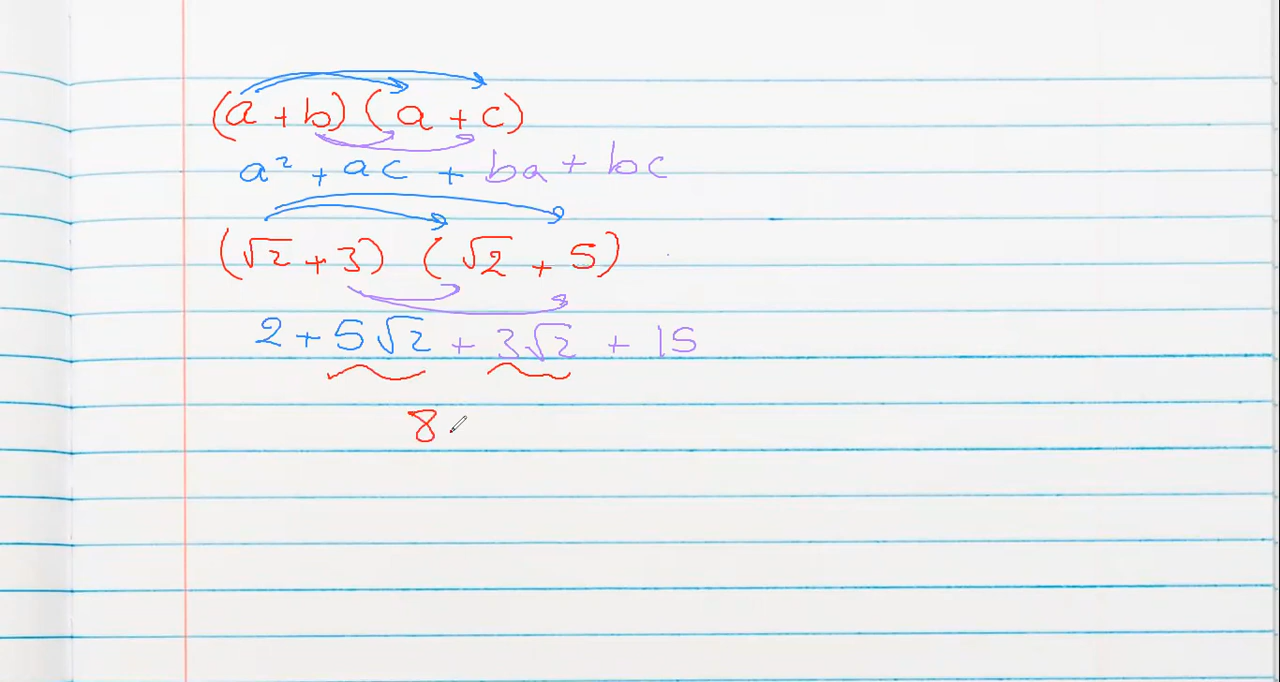 (a + b) (a + c)
a² + ac + ba + bc
(√2 + 3) (√2 + 5)
2 + 5√2 + 3√2 + 15
8